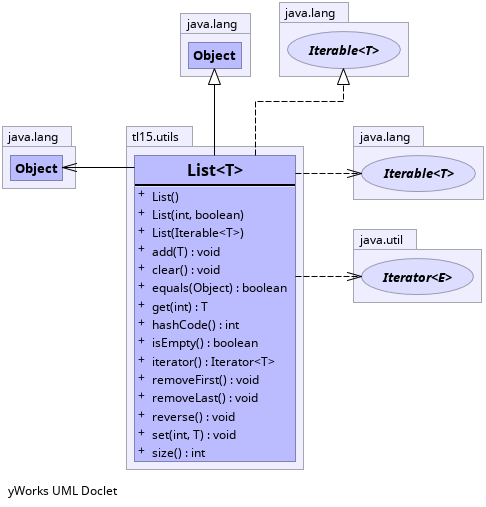 java.lang
Object
java.lang
Iterable<T>
java.lang
Object
tl15.utils
List<T>
+ List()
+ List(int, boolean)
+ List(Iterable<T>)
+ add(T) : void
+ clear() : void
+ equals(Object) : boolean
+ get(int) : T
+ hashCode() : int
+ isEmpty() : boolean
+ iterator() : Iterator<T>
+ removeFirst() : void
+ removeLast() : void
+ reverse() : void
+ set(int, T) : void
+ size() : int
java.lang
Iterable<T>
java.util
Iterator<E>
yWorks UML Doclet